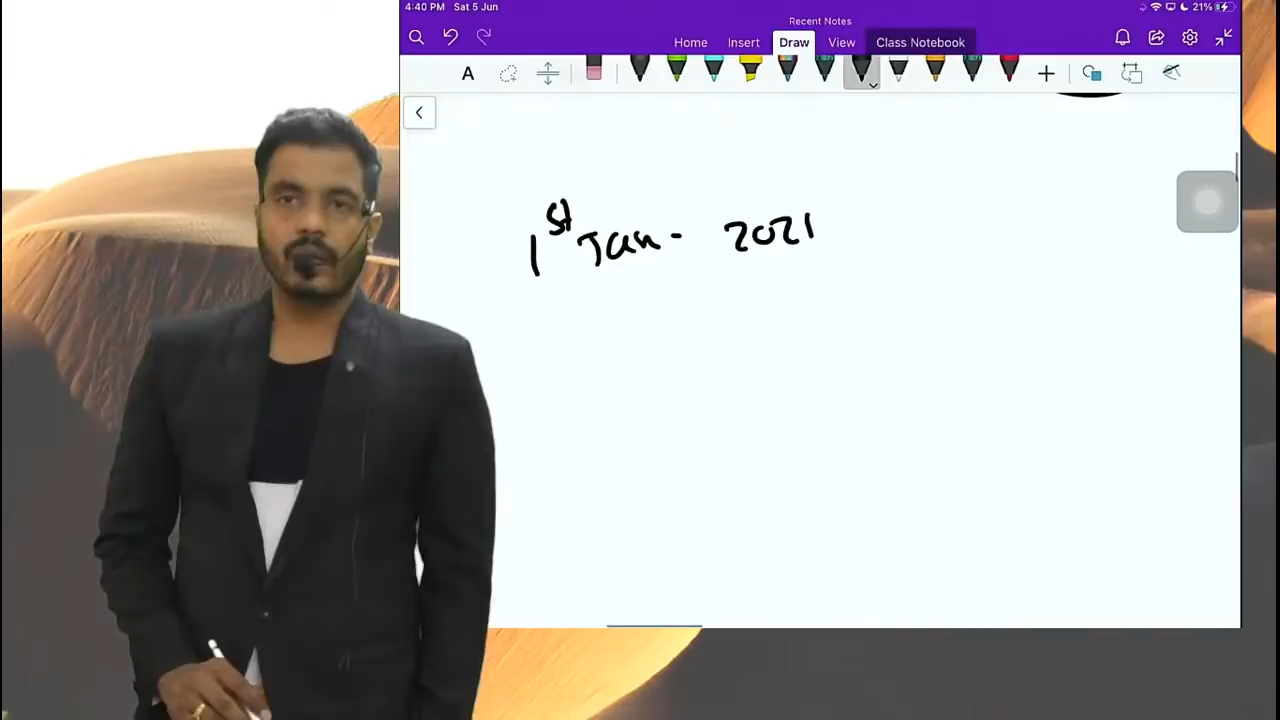 4:40 PM Sat 5 Jun
21%
Recent Notes
Home Insert Draw View Class Notebook
A
1st Jan - 2021